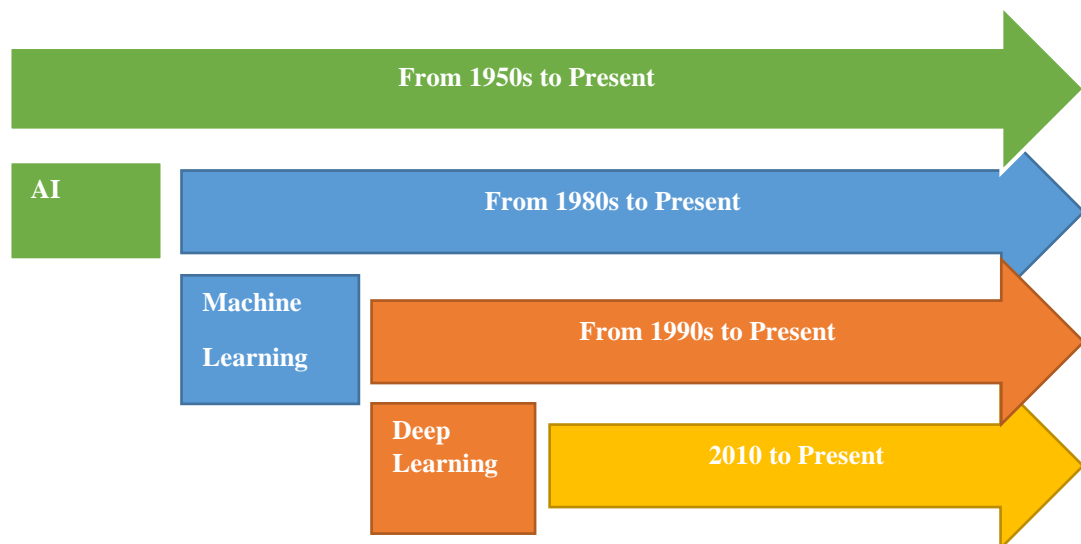 From 1950s to Present
AI
From 1980s to Present
Machine
Learning
From 1990s to Present
Deep
Learning
2010 to Present